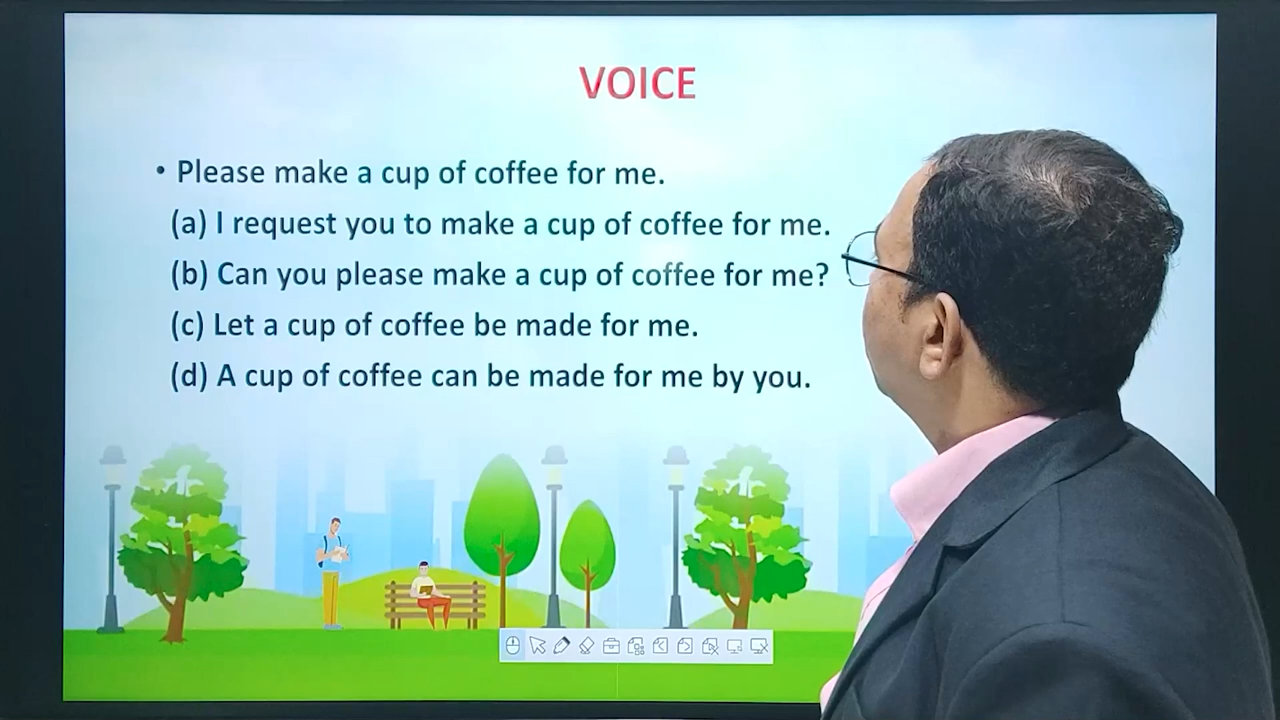 VOICE
• Please make a cup of coffee for me.
(a) I request you to make a cup of coffee for me.
(b) Can you please make a cup of coffee for me?
(c) Let a cup of coffee be made for me.
(d) A cup of coffee can be made for me by you.